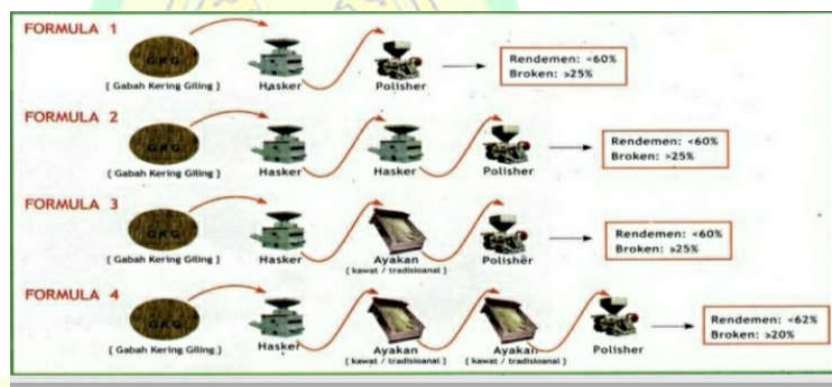 FORMULA 1
GKG
( Gabah Kering Giling )
Hasker
Polisher
Rendemen: <60%
Broken: >25%
FORMULA 2
GKG
( Gabah Kering Giling )
Hasker
Hasker
Polisher
Rendemen: <60%
Broken: >25%
FORMULA 3
GKG
( Gabah Kering Giling )
Hasker
Ayakan
( kawat / tradisioanal )
Polisher
Rendemen: <60%
Broken: >25%
FORMULA 4
GKG
( Gabah Kering Giling )
Hasker
Ayakan
( kawat / tradisioanal )
Ayakan
( kawat / tradisioanal )
Polisher
Rendemen: <62%
Broken: >20%